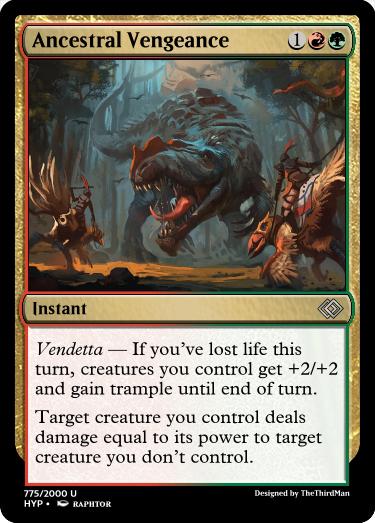 Ancestral Vengeance 1
Instant
Vendetta — If you've lost life this
turn, creatures you control get +2/+2
and gain trample until end of turn.
Target creature you control deals
damage equal to its power to target
creature you don't control.
775/2000 U
Designed by TheThirdMan
HYP • RAPHTOR